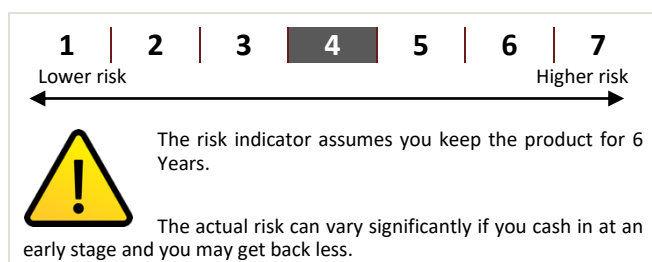 1 2 3 4 5 6 7
Lower risk Higher risk
The risk indicator assumes you keep the product for 6
Years.
The actual risk can vary significantly if you cash in at an
early stage and you may get back less.